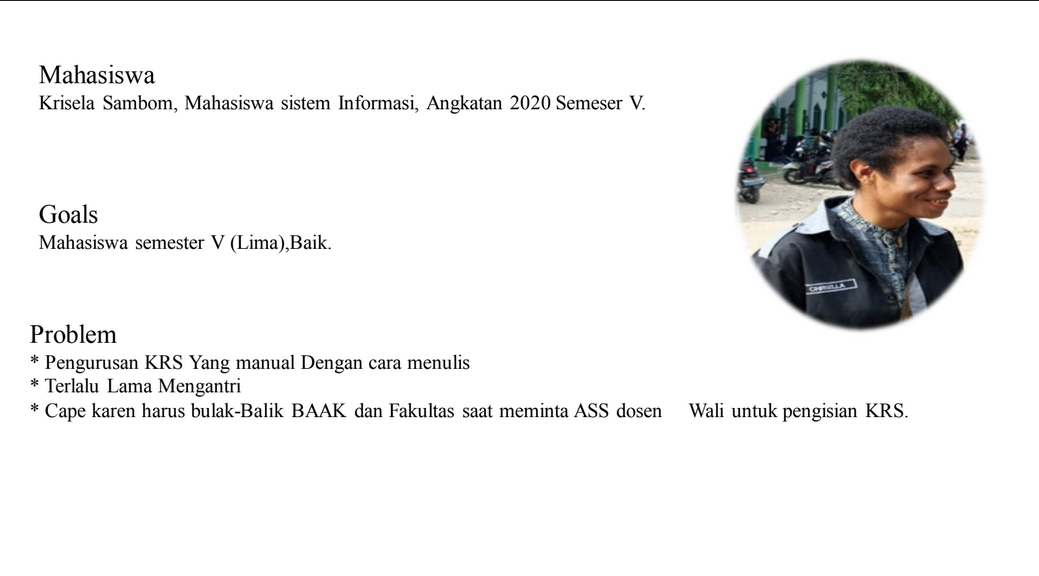 Mahasiswa
Krisela Sambom, Mahasiswa sistem Informasi, Angkatan 2020 Semeser V.
Goals
Mahasiswa semester V (Lima),Baik.
CHRISELLA
Problem
* Pengurusan KRS Yang manual Dengan cara menulis
* Terlalu Lama Mengantri
* Cape karen harus bulak-Balik BAAK dan Fakultas saat meminta ASS dosen Wali untuk pengisian KRS.